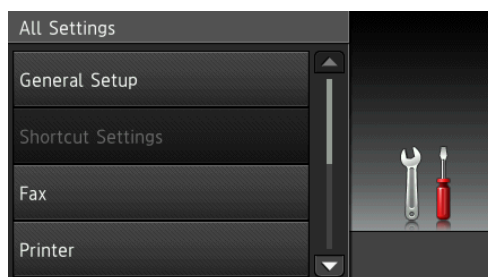 All Settings
General Setup
Shortcut Settings
Fax
Printer